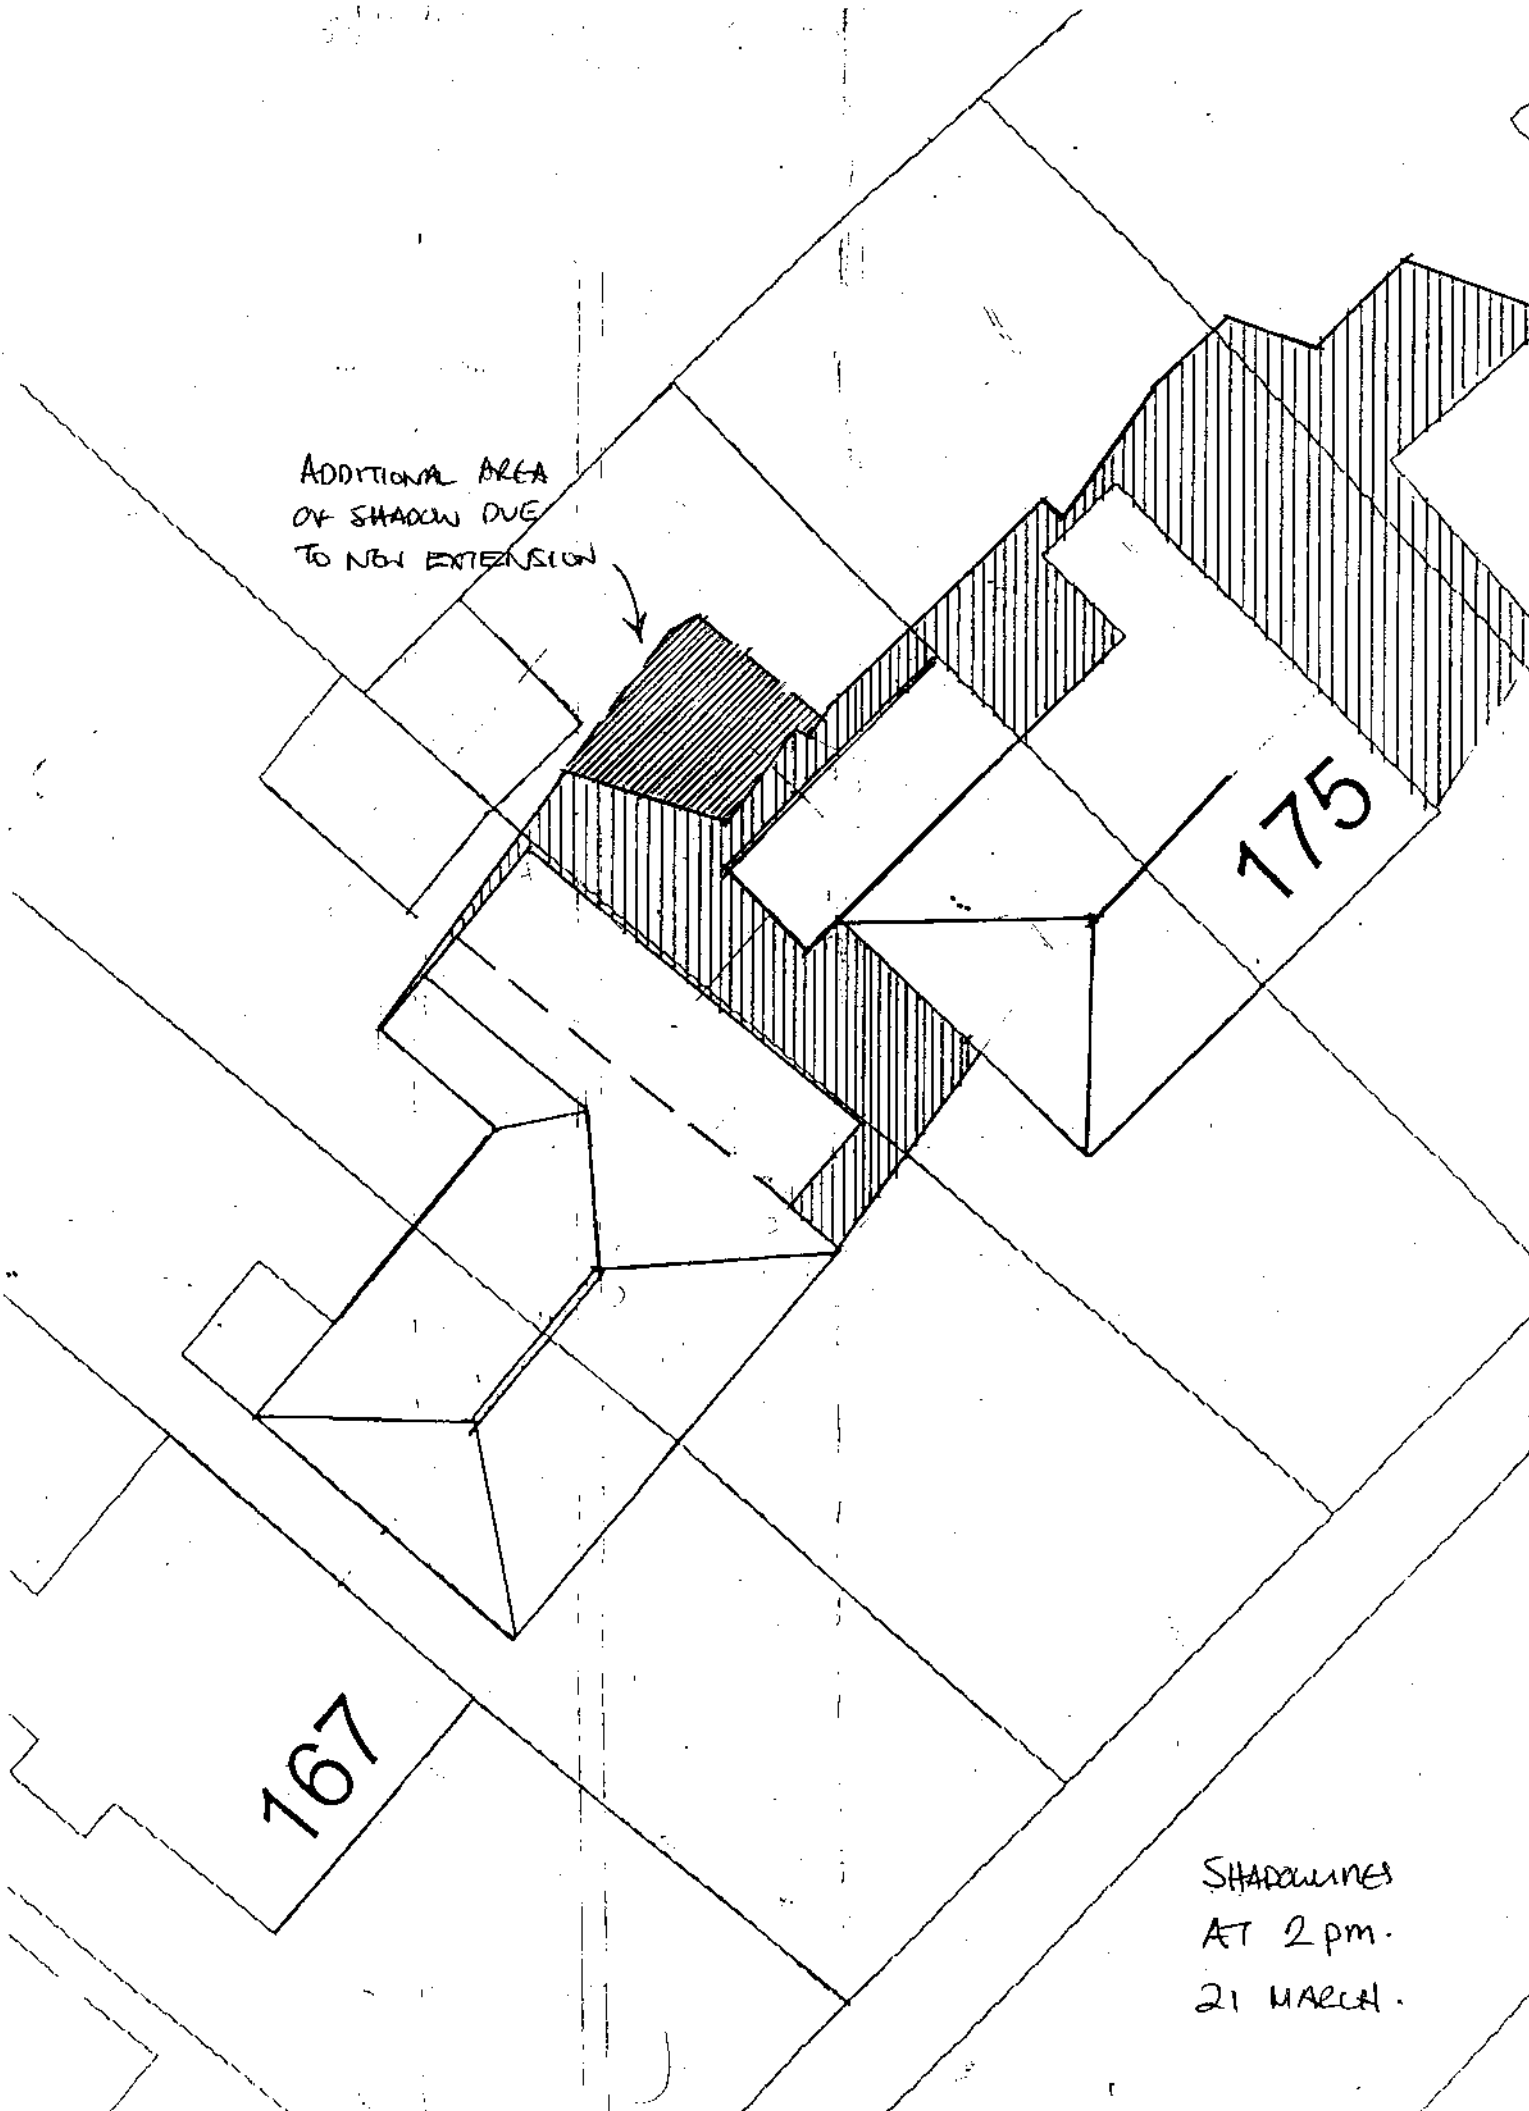 ADDITIONAL AREA
OF SHADOW DUE
TO NEW EXTENSION
175
167
SHADOWLINES
AT 2pm.
21 MARCH.